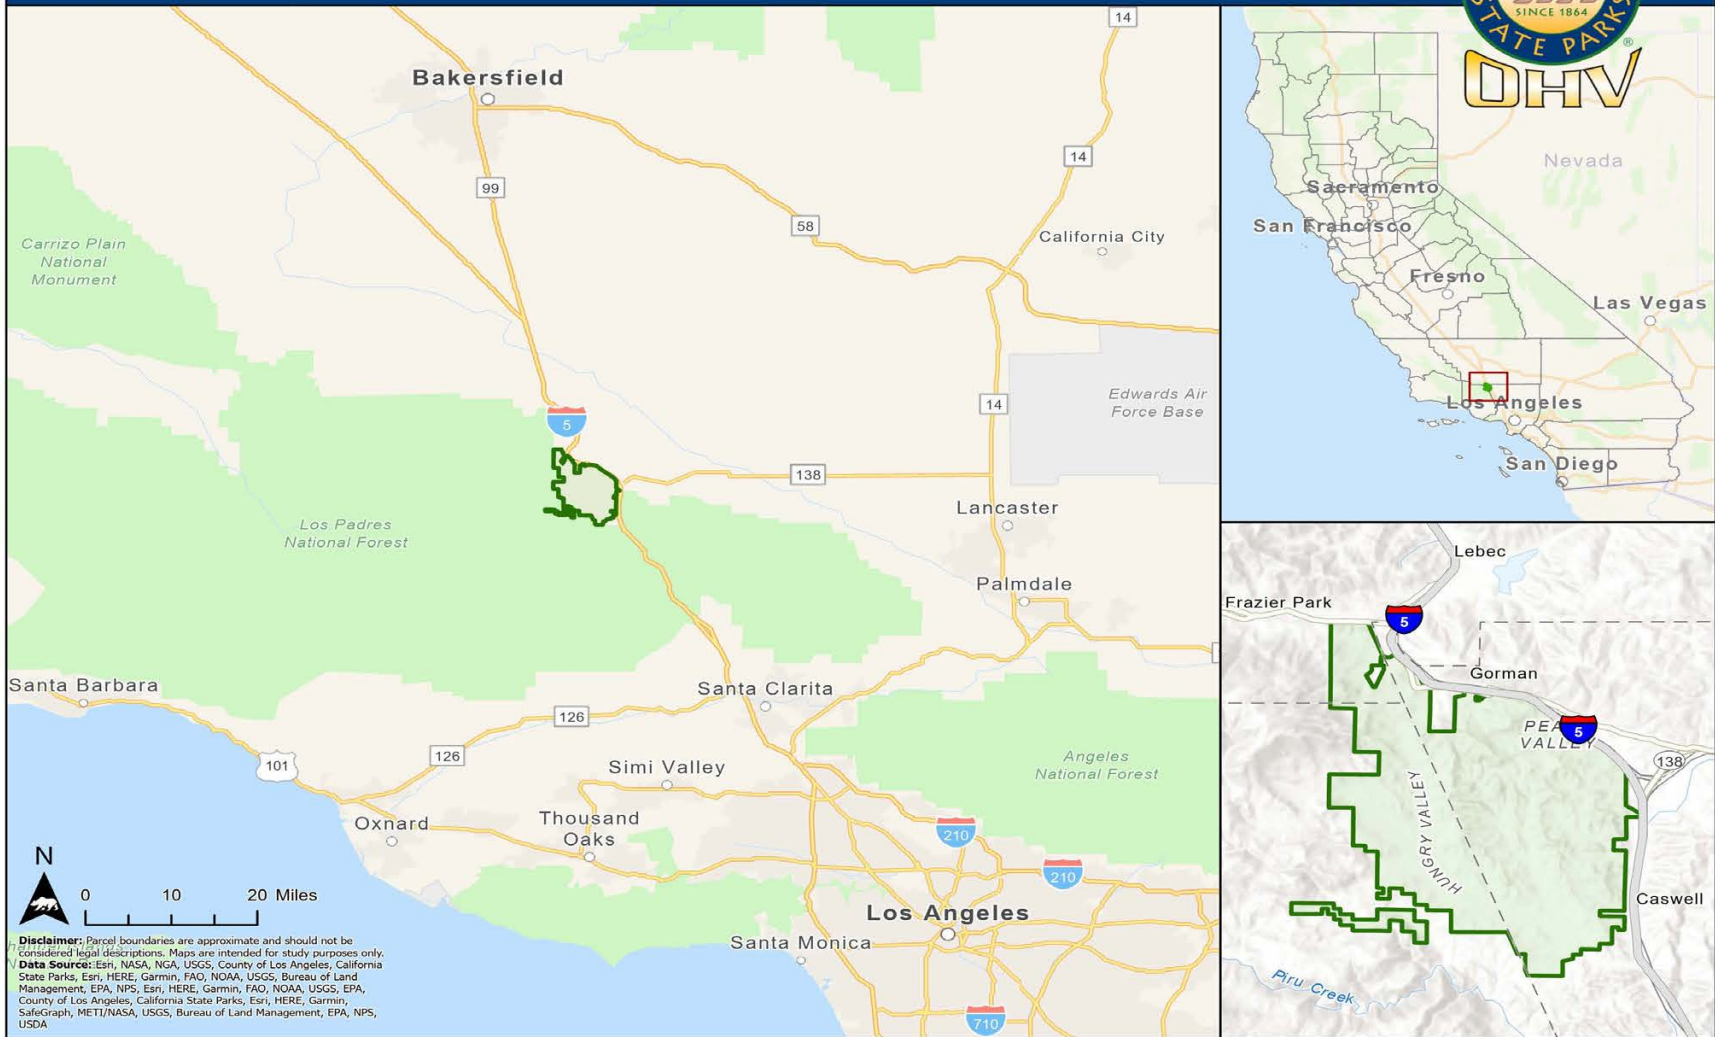 14
Bakersfield
14
99
58
California City
Carrizo Plain
National
Monument
Edwards Air
Force Base
14
5
138
Lancaster
Los Padres
National Forest
Palmdale
Santa Barbara
Santa Clarita
126
126
101
Simi Valley
Angeles
National Forest
Oxnard
Thousand
Oaks
210
210
Los Angeles
Santa Monica
710
N
0 10 20 Miles
Disclaimer: Parcel boundaries are approximate and should not be
considered legal descriptions. Maps are intended for study purposes only.
Data Source: Esri, NASA, NGA, USGS, County of Los Angeles, California
State Parks, Esri, HERE, Garmin, FAO, NOAA, USGS, Bureau of Land
Management, EPA, NPS, Esri, HERE, Garmin, FAO, NOAA, USGS, EPA,
County of Los Angeles, California State Parks, Esri, HERE, Garmin,
SafeGraph, METI/NASA, USGS, Bureau of Land Management, EPA, NPS,
USDA
SINCE 1864
STATE PARKS
®
OHV
Nevada
Sacramento
San Francisco
Fresno
Las Vegas
Los Angeles
San Diego
Lebec
Frazier Park
5
Gorman
5
VALLEY
138
HUNGRY VALLEY
Caswell
Piru Creek